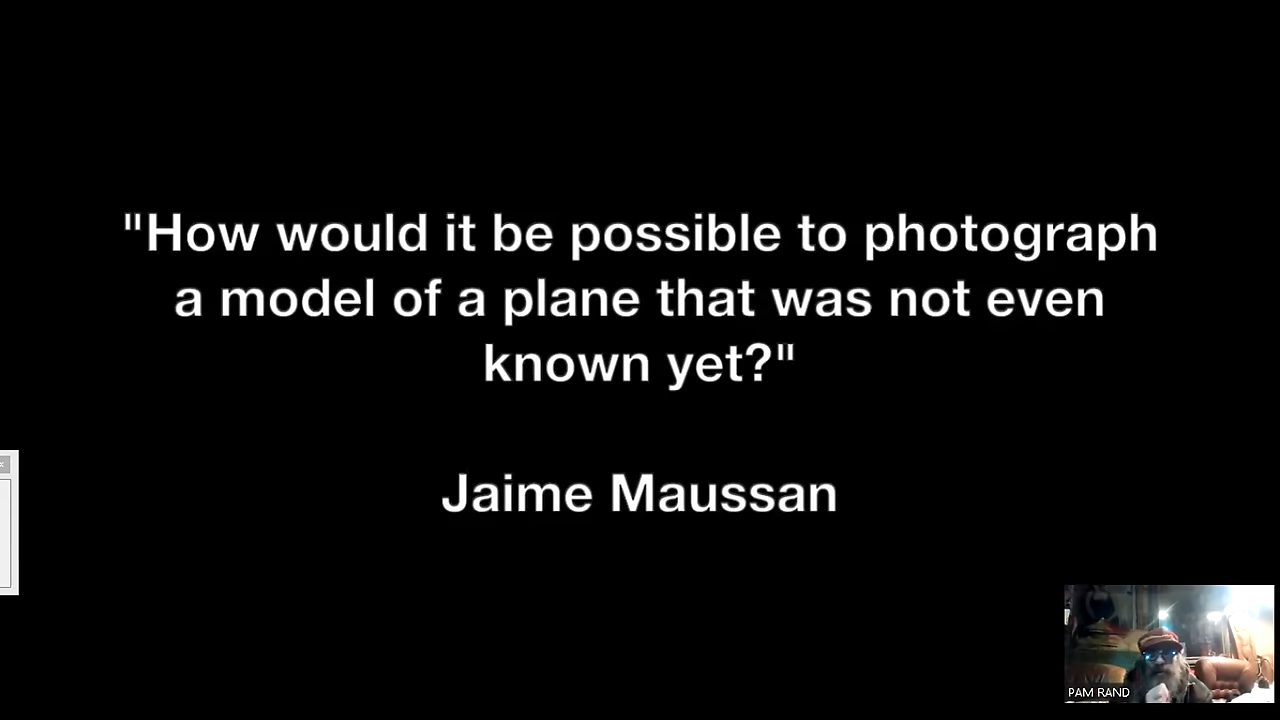 "How would it be possible to photograph
a model of a plane that was not even
known yet?"
Jaime Maussan
PAM RAND